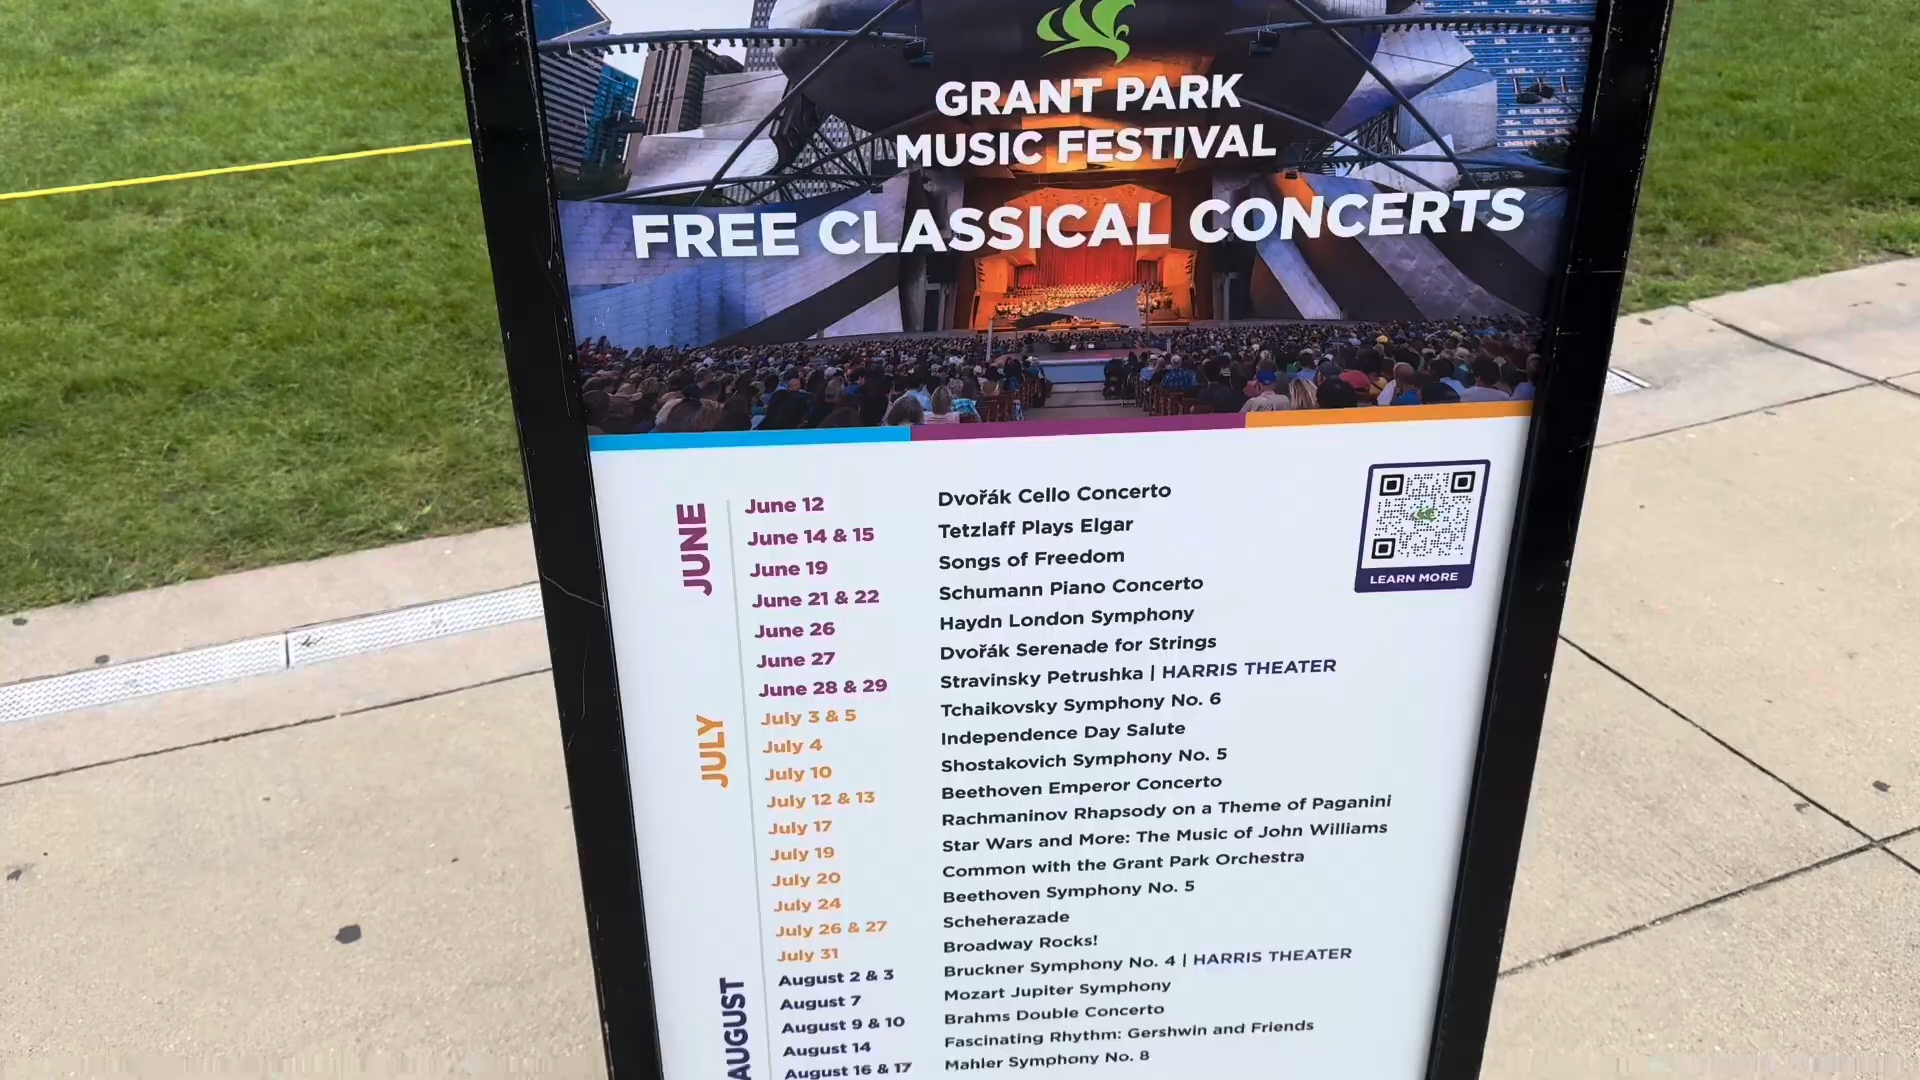 GRANT PARK
MUSIC FESTIVAL
FREE CLASSICAL CONCERTS
LEARN MORE
JUNE
June 12 Dvořák Cello Concerto
June 14 & 15 Tetzlaff Plays Elgar
June 19 Songs of Freedom
June 21 & 22 Schumann Piano Concerto
June 26 Haydn London Symphony
June 27 Dvořák Serenade for Strings
June 28 & 29 Stravinsky Petrushka | HARRIS THEATER
JULY
July 3 & 5 Tchaikovsky Symphony No. 6
July 4 Independence Day Salute
July 10 Shostakovich Symphony No. 5
July 12 & 13 Beethoven Emperor Concerto
July 17 Rachmaninov Rhapsody on a Theme of Paganini
July 19 Star Wars and More: The Music of John Williams
July 20 Common with the Grant Park Orchestra
July 24 Beethoven Symphony No. 5
July 26 & 27 Scheherazade
July 31 Broadway Rocks!
AUGUST
August 2 & 3 Bruckner Symphony No. 4 | HARRIS THEATER
August 7 Mozart Jupiter Symphony
August 9 & 10 Brahms Double Concerto
August 14 Fascinating Rhythm: Gershwin and Friends
August 16 & 17 Mahler Symphony No. 8